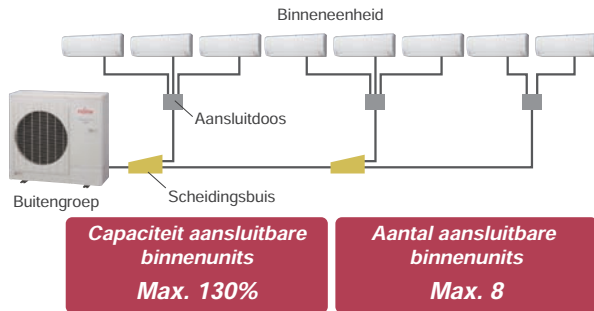 Binneneenheid
Aansluitdoos
Scheidingsbuis
Buitengroep
Capaciteit aansluitbare
binnenunits
Max. 130%
Aantal aansluitbare
binnenunits
Max. 8